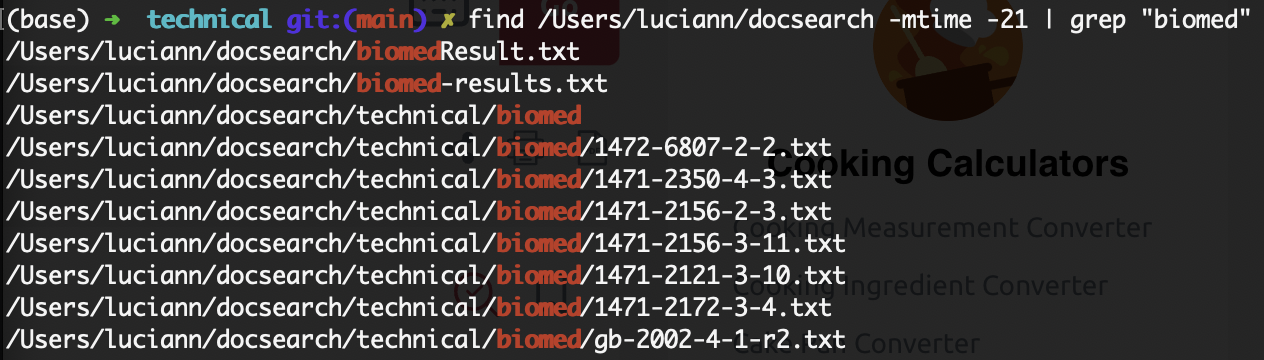 (base) ➜  technical git:(main) ✗ find /Users/luciann/docsearch -mtime -21 | grep "biomed"
/Users/luciann/docsearch/biomedResult.txt
/Users/luciann/docsearch/biomed-results.txt
/Users/luciann/docsearch/technical/biomed
/Users/luciann/docsearch/technical/biomed/1472-6807-2-2.txt
Cooking Calculators
/Users/luciann/docsearch/technical/biomed/1471-2350-4-3.txt
/Users/luciann/docsearch/technical/biomed/1471-2156-2-3.txt
Cooking Measurement Converter
/Users/luciann/docsearch/technical/biomed/1471-2156-3-11.txt
/Users/luciann/docsearch/technical/biomed/1471-2121-3-10.txt
Cooking Ingredient Converter
/Users/luciann/docsearch/technical/biomed/1471-2172-3-4.txt
/Users/luciann/docsearch/technical/biomed/gb-2002-4-1-r2.txt
Cake Pan Converter